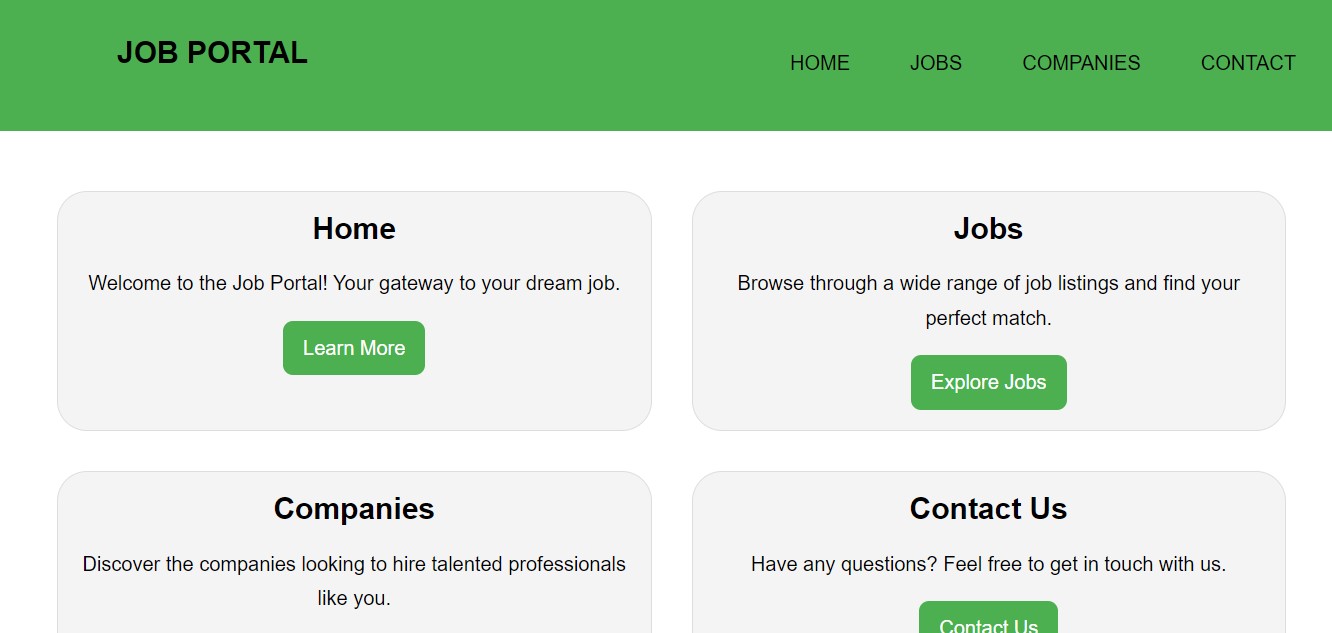 JOB PORTAL
HOME JOBS COMPANIES CONTACT
Home
Welcome to the Job Portal! Your gateway to your dream job.
Learn More
Jobs
Browse through a wide range of job listings and find your
perfect match.
Explore Jobs
Companies
Discover the companies looking to hire talented professionals
like you.
Contact Us
Have any questions? Feel free to get in touch with us.
Contact Us